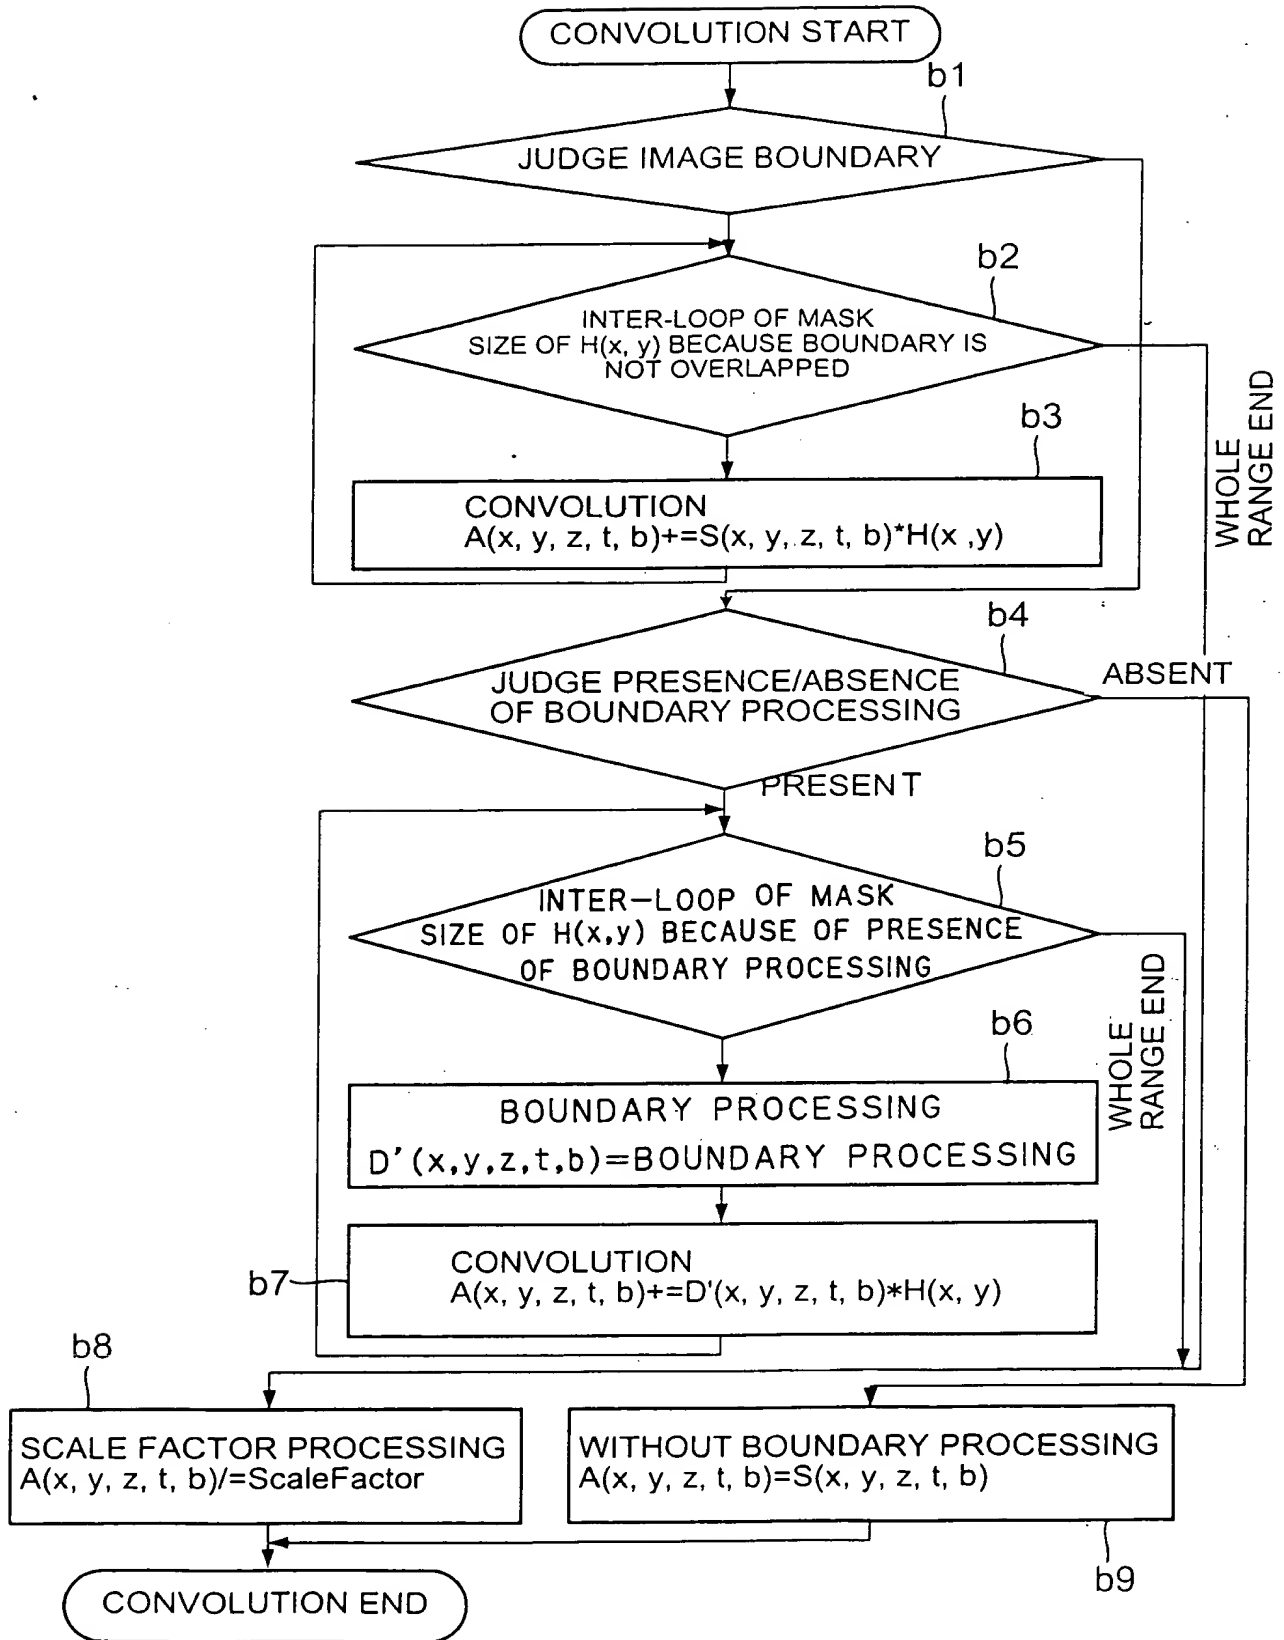 CONVOLUTION START
b1
JUDGE IMAGE BOUNDARY
b2
INTER-LOOP OF MASK
SIZE OF H(x, y) BECAUSE BOUNDARY IS
NOT OVERLAPPED
WHOLE
RANGE END
b3
CONVOLUTION
A(x, y, z, t, b)+=S(x, y, z, t, b)*H(x ,y)
b4
JUDGE PRESENCE/ABSENCE
OF BOUNDARY PROCESSING
ABSENT
PRESENT
b5
INTER-LOOP OF MASK
SIZE OF H(x,y) BECAUSE OF PRESENCE
OF BOUNDARY PROCESSING
WHOLE
RANGE END
b6
BOUNDARY PROCESSING
D'(x,y,z,t,b)=BOUNDARY PROCESSING
b7
CONVOLUTION
A(x, y, z, t, b)+=D'(x, y, z, t, b)*H(x, y)
b8
SCALE FACTOR PROCESSING
A(x, y, z, t, b)/=ScaleFactor
WITHOUT BOUNDARY PROCESSING
A(x, y, z, t, b)=S(x, y, z, t, b)
b9
CONVOLUTION END